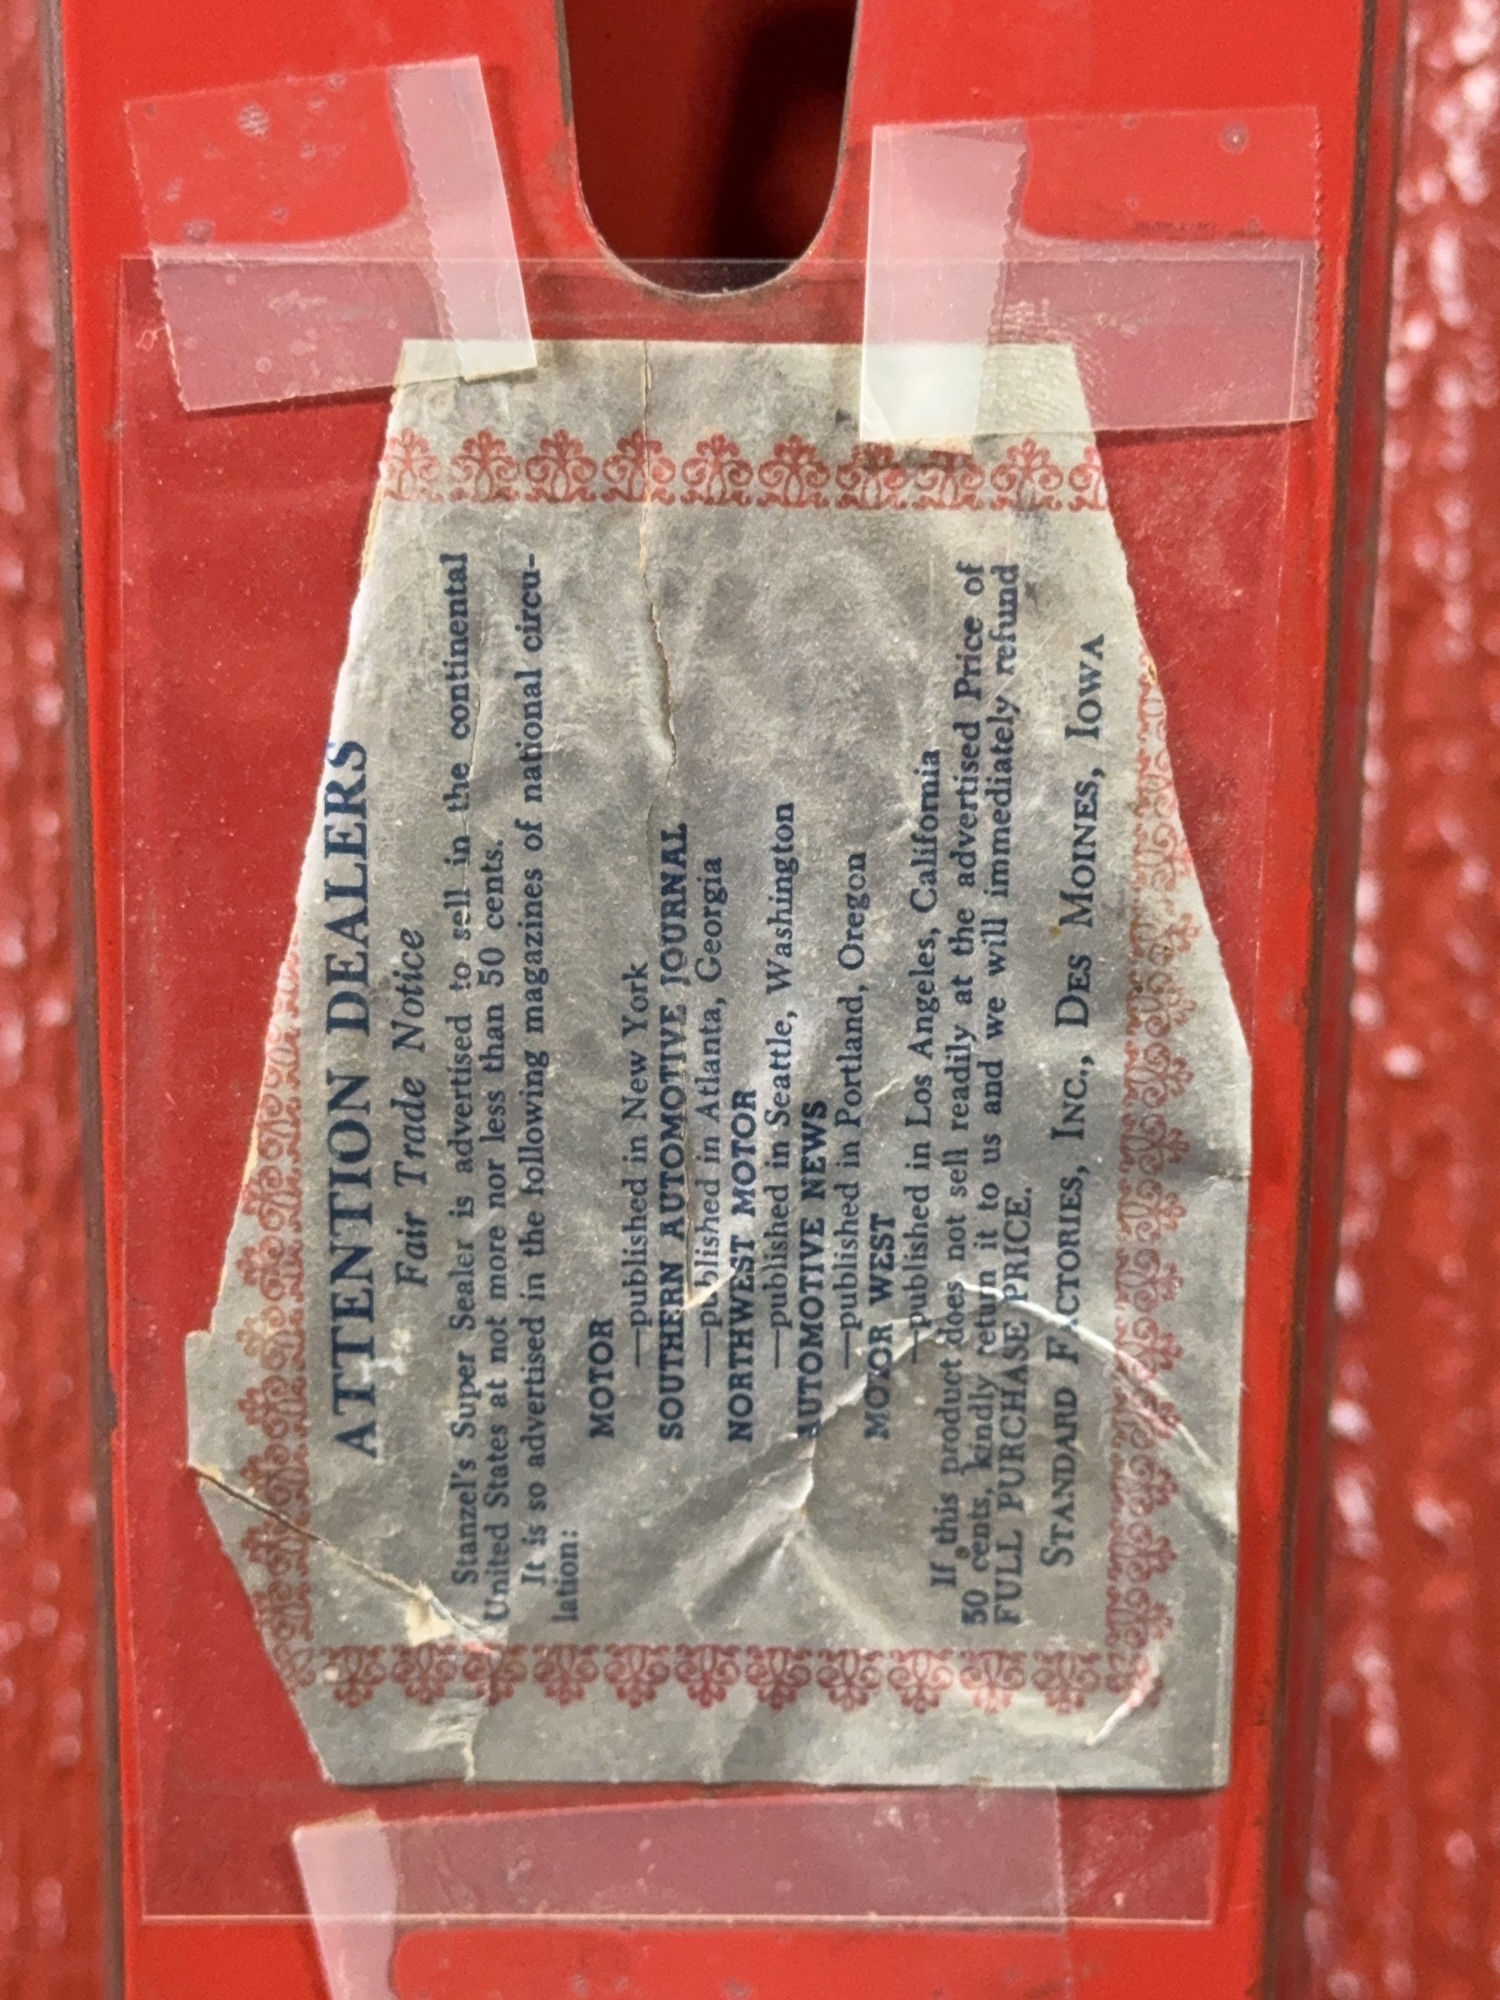 ATTENTION DEALERS
Fair Trade Notice
Stanzel's Super Sealer is advertised to sell in the continental
United States at not more nor less than 50 cents.
It is so advertised in the following magazines of national circu-
lation:
MOTOR
—published in New York
SOUTHERN AUTOMOTIVE JOURNAL
—published in Atlanta, Georgia
NORTHWEST MOTOR
—published in Seattle, Washington
AUTOMOTIVE NEWS
—published in Portland, Oregon
MOTOR WEST
—published in Los Angeles, California
If this product does not sell readily at the advertised Price of
50 cents, kindly return it to us and we will immediately refund
FULL PURCHASE PRICE.
STANDARD FACTORIES, INC., DES MOINES, IOWA